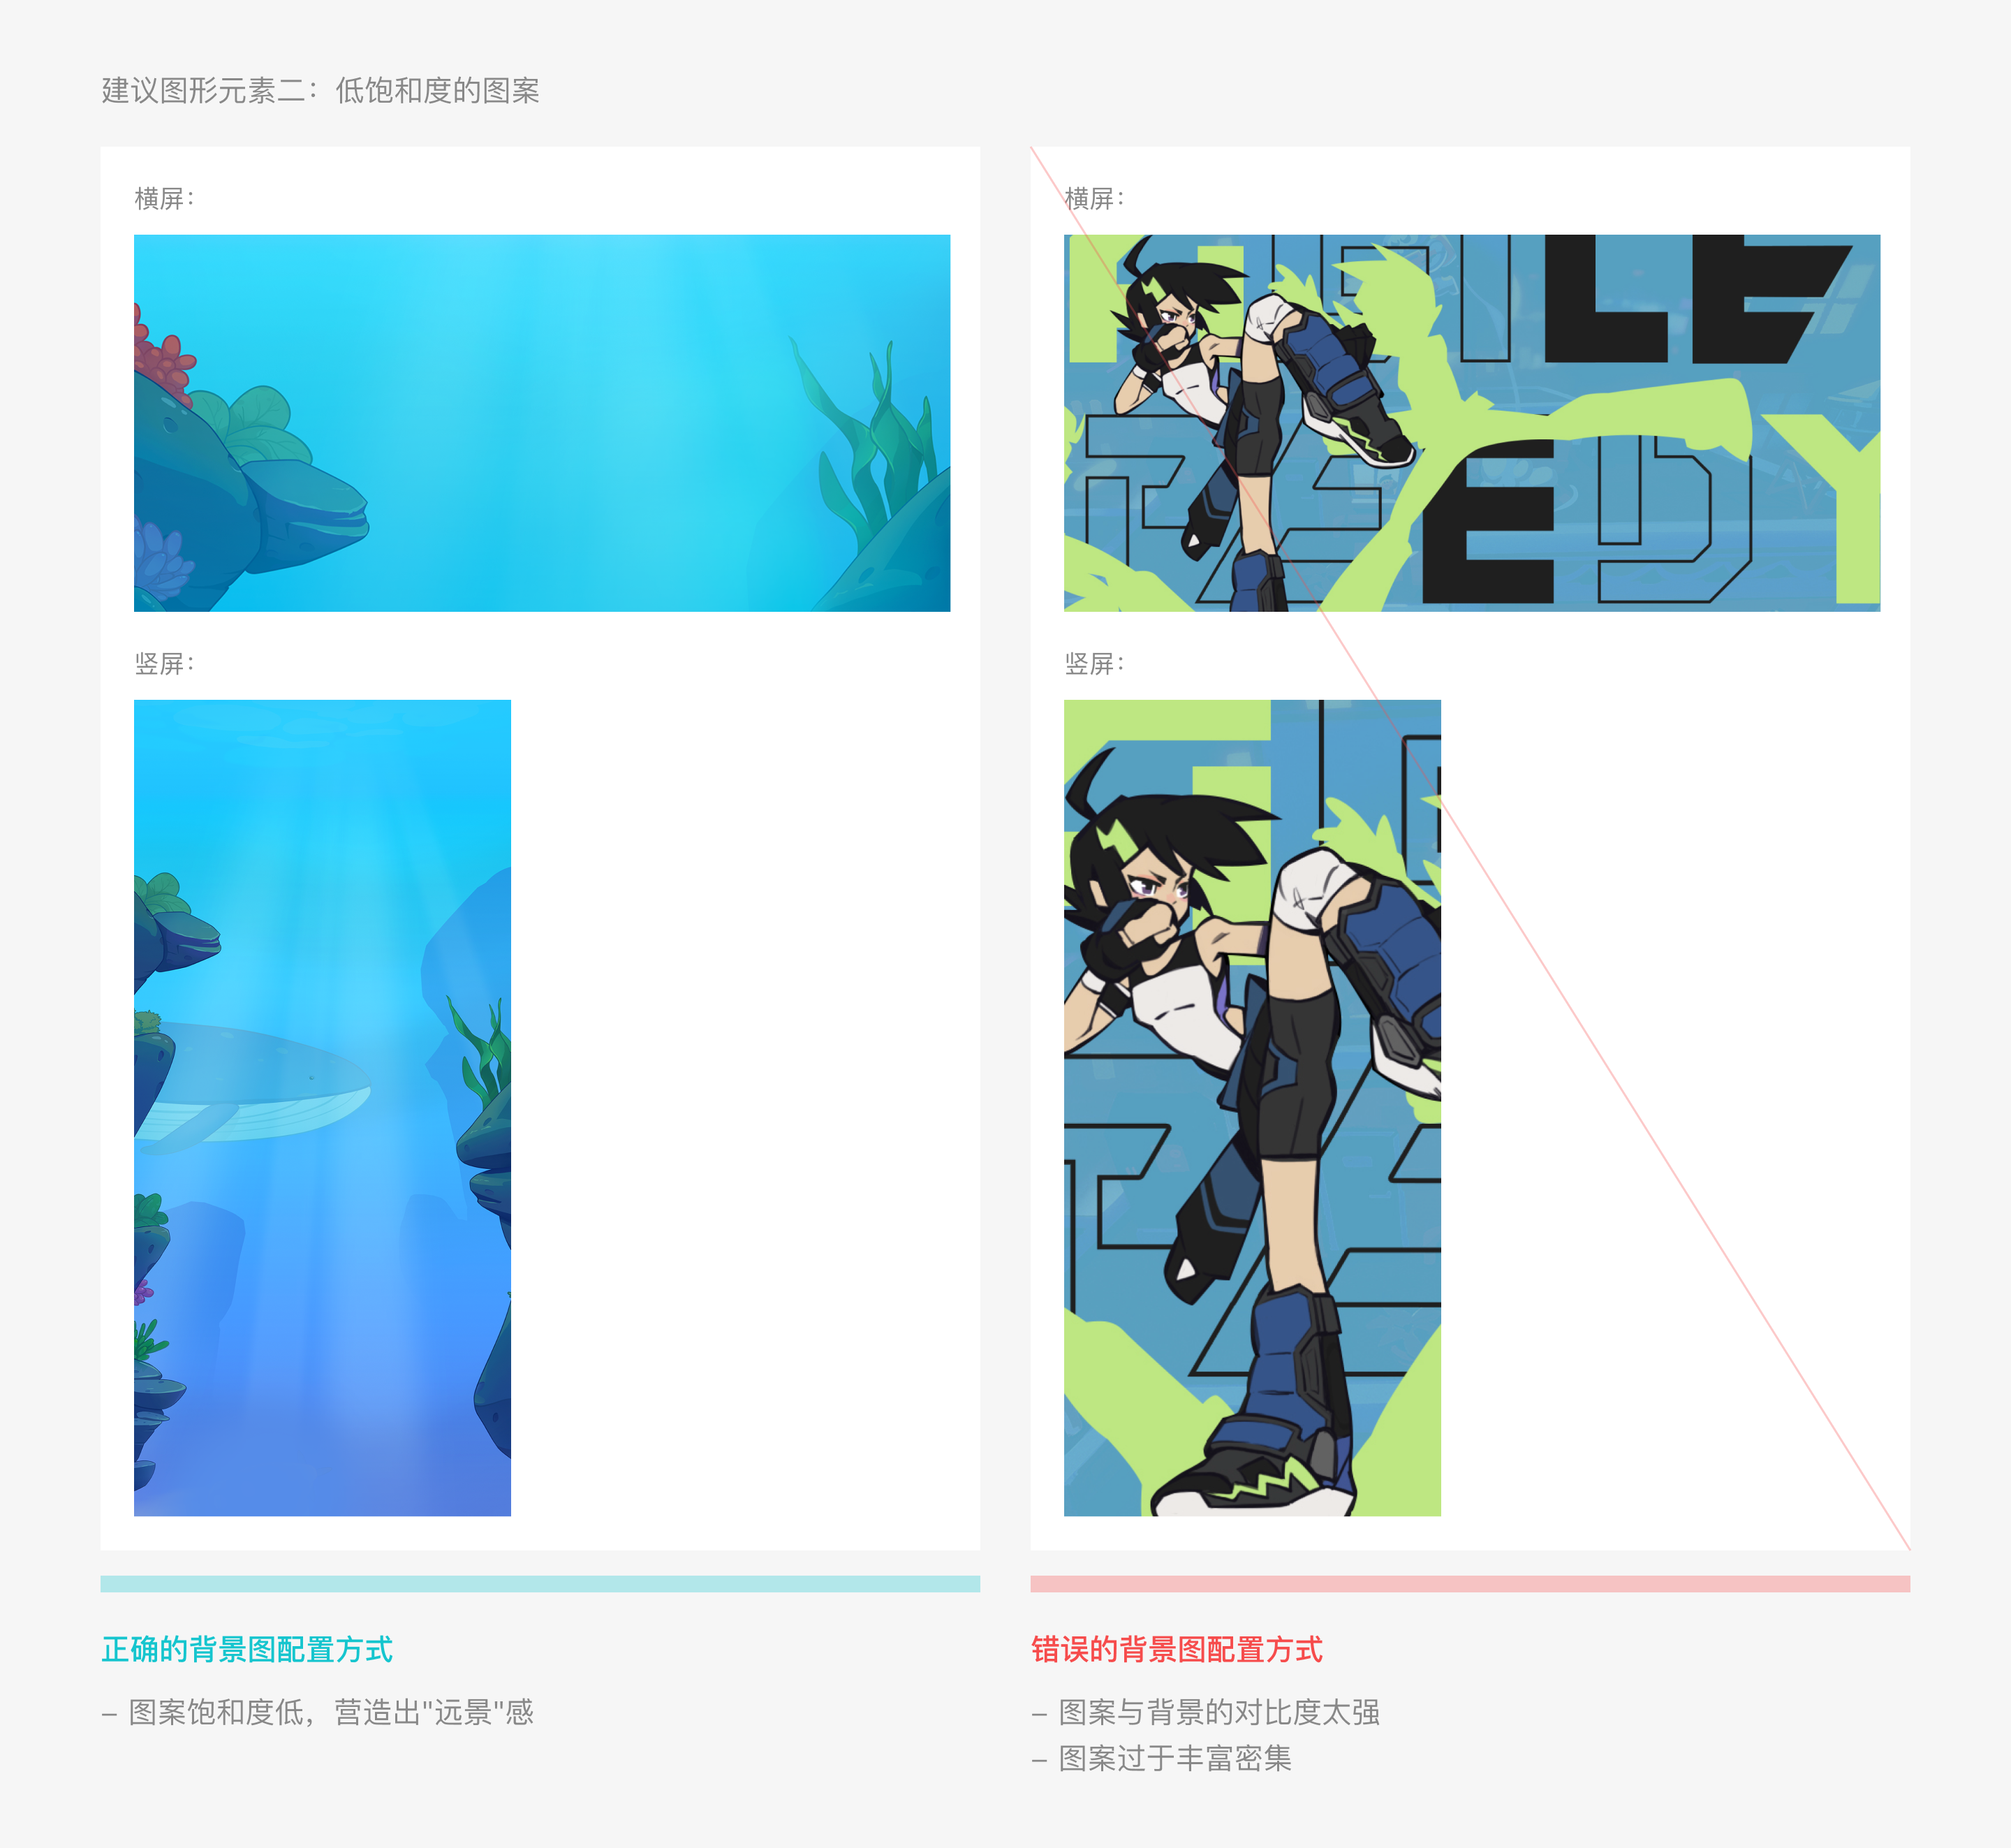 建议图形元素二：低饱和度的图案
横屏：
竖屏：
正确的背景图配置方式
– 图案饱和度低，营造出"远景"感
横屏：
竖屏：
错误的背景图配置方式
– 图案与背景的对比度太强
– 图案过于丰富密集